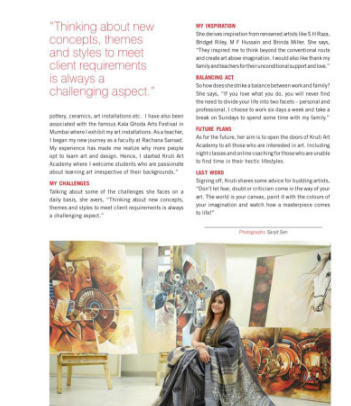 "Thinking about new
concepts, themes
and styles to meet
client requirements
is always a
challenging aspect."
pottery, ceramics, art installations etc. I have also been
associated with the famous Kala Ghoda Arts Festival in
Mumbai where I exhibit my art installations. As a teacher,
I began my journey as a faculty at Rachana Sansad.
My experience has made me realize why more people
opt to learn art and design. Hence, I started Kruti Art
Academy where I welcome students who are passionate
about learning art irrespective of their backgrounds."
MY CHALLENGES
Talking about some of the challenges she faces on a
daily basis, she avers, "Thinking about new concepts,
themes and styles to meet client requirements is always
a challenging aspect."
MY INSPIRATION
She derives inspiration from renowned artists like S H Raza,
Bridget Riley, M F Hussain and Brinda Miller. She says,
"They inspired me to think beyond the conventional route
and create art above imagination. I would also like thank my
family and teachers for their unconditional support and love."
BALANCING ACT
So how does she strike a balance between work and family?
She says, "If you love what you do, you will never find
the need to divide your life into two facets - personal and
professional. I choose to work six days a week and take a
break on Sundays to spend some time with my family."
FUTURE PLANS
As for the future, her aim is to open the doors of Kruti Art
Academy to all those who are interested in art. Including
night classes and online coaching for those who are unable
to find time in their hectic lifestyles.
LAST WORD
Signing off, Kruti shares some advice for budding artists,
"Don't let fear, doubt or criticism come in the way of your
art. The world is your canvas, paint it with the colours of
your imagination and watch how a masterpiece comes
to life!"
Photographs: Sanjit Sen